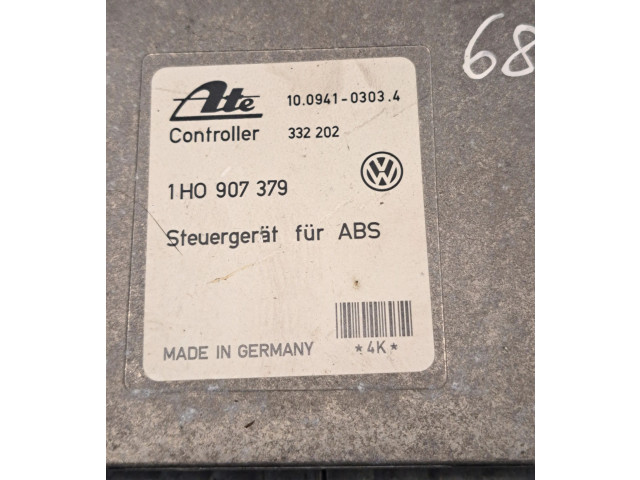 68
Ate 10.0941-0303.4
Controller 332 202
1H0 907 379
Steuergerät für ABS
MADE IN GERMANY *4K*